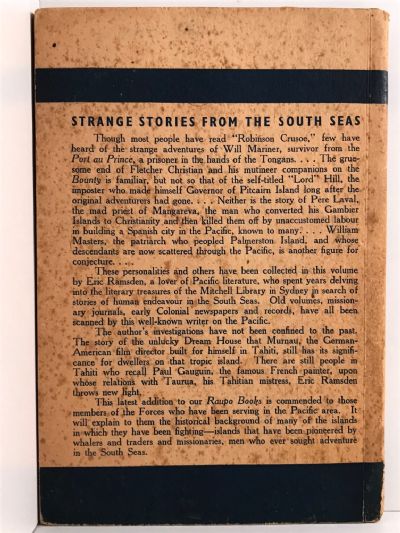 STRANGE STORIES FROM THE SOUTH SEAS
Though most people have read "Robinson Crusoe," few have
heard of the strange adventures of Will Mariner, survivor from the
Port au Prince, a prisoner in the hands of the Tongans. . . . The grue-
some end of Fletcher Christian and his mutineer companions on the
Bounty is familiar, but not so that of the self-titled "Lord" Hill, the
imposter who made himself Governor of Pitcairn Island long after the
original adventurers had gone. . . . Neither is the story of Pere Laval,
the mad priest of Mangareva, the man who converted his Gambier
Islands to Christianity and then killed them off by unaccustomed labour
in building a Spanish city in the Pacific, known to many. . . . William
Masters, the patriarch who peopled Palmerston Island, and whose
descendants are now scattered through the Pacific, is another figure for
conjecture. . . .
These personalities and others have been collected in this volume
by Eric Ramsden, a lover of Pacific literature, who spent years delving
into the literary treasures of the Mitchell Library in Sydney in search of
stories of human endeavour in the South Seas. Old volumes, mission-
ary journals, early Colonial newspapers and records, have all been
scanned by this well-known writer on the Pacific.
The author's investigations have not been confined to the past.
The story of the unlucky Dream House that Murnau, the German-
American film director built for himself in Tahiti, still has its signifi-
cance for dwellers on that tropic island. There are still people in
Tahiti who recall Paul Gauguin, the famous French painter, upon
whose relations with Taurua, his Tahitian mistress, Eric Ramsden
throws new light.
This latest addition to our Raupo Books is commended to those
members of the Forces who have been serving in the Pacific area. It
will explain to them the historical background of many of the islands
in which they have been fighting—islands that have been pioneered by
whalers and traders and missionaries, men who ever sought adventure
in the South Seas.